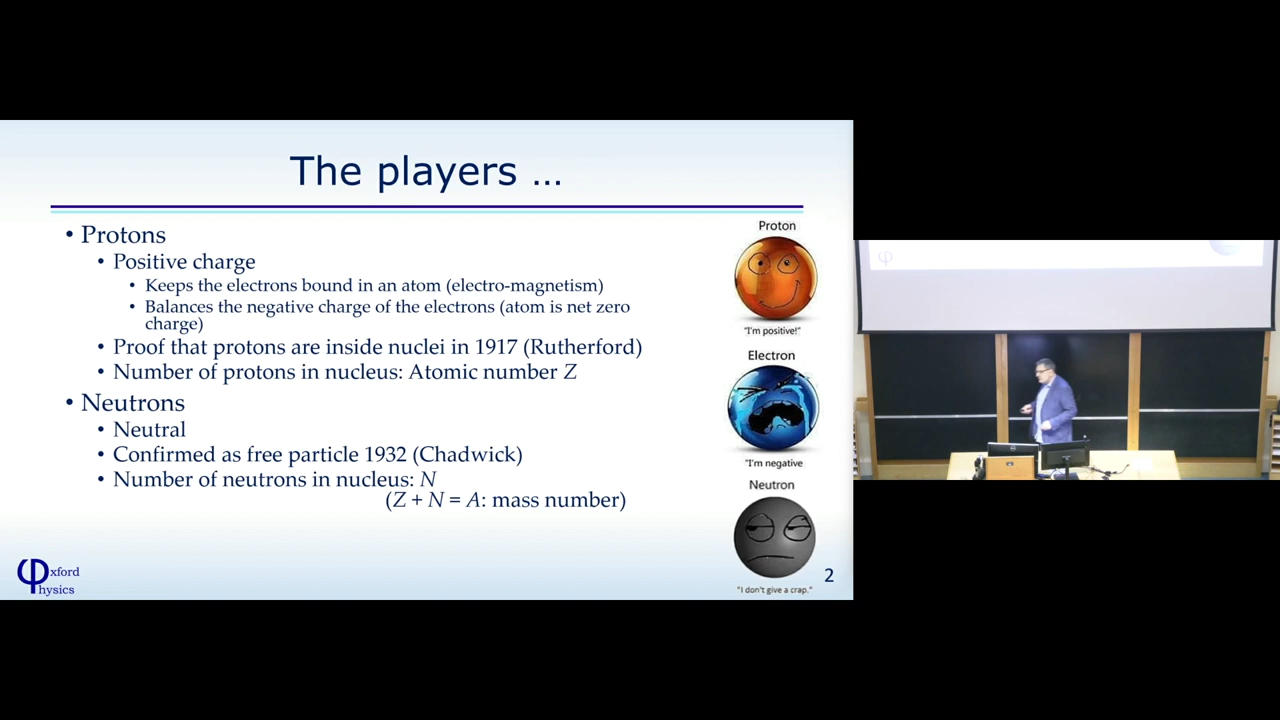 The players …
• Protons
• Positive charge
• Keeps the electrons bound in an atom (electro-magnetism)
• Balances the negative charge of the electrons (atom is net zero
charge)
• Proof that protons are inside nuclei in 1917 (Rutherford)
• Number of protons in nucleus: Atomic number Z
• Neutrons
• Neutral
• Confirmed as free particle 1932 (Chadwick)
• Number of neutrons in nucleus: N
(Z + N = A: mass number)
Proton
"I'm positive!"
Electron
"I'm negative
Neutron
"I don't give a crap."
φxford
hysics
2